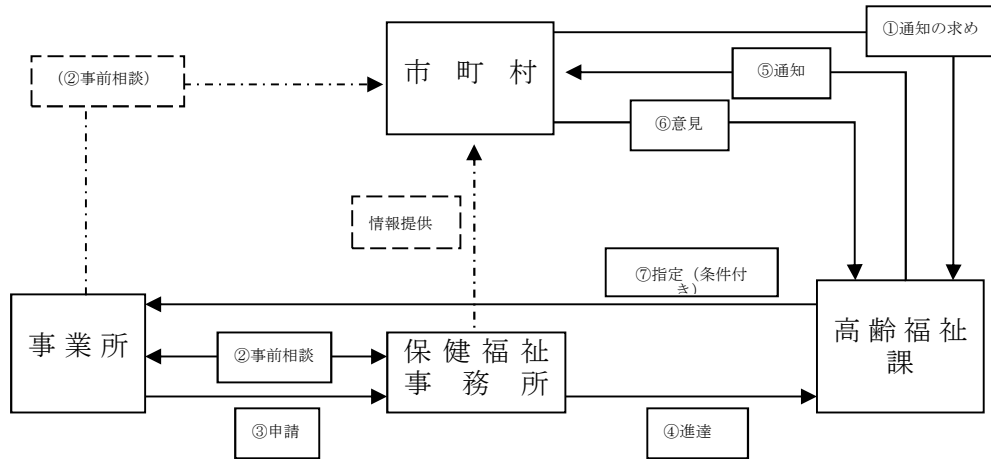 ①通知の求め
市町村
⑤通知
(②事前相談)
⑥意見
情報提供
⑦指定(条件付
き)
事業所
②事前相談
保健福祉
事務所
高齢福祉
課
③申請
④進達